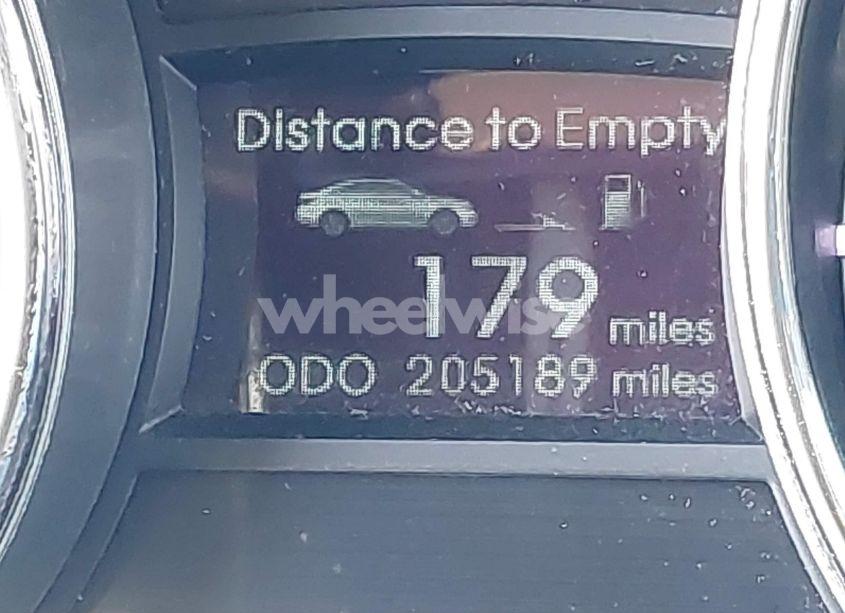 Distance to Empty
179 miles
wheelwise
ODO 205189 miles